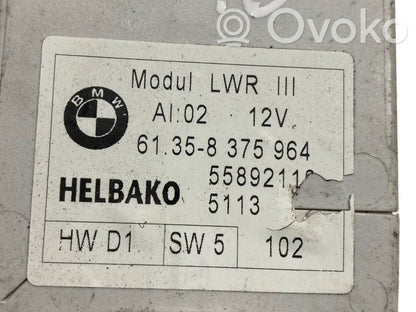 Ovoko
BMW
Modul LWR III
AI:02 12V
61.35-8 375 964
HELBAKO
5113
HW D1 SW 5 102